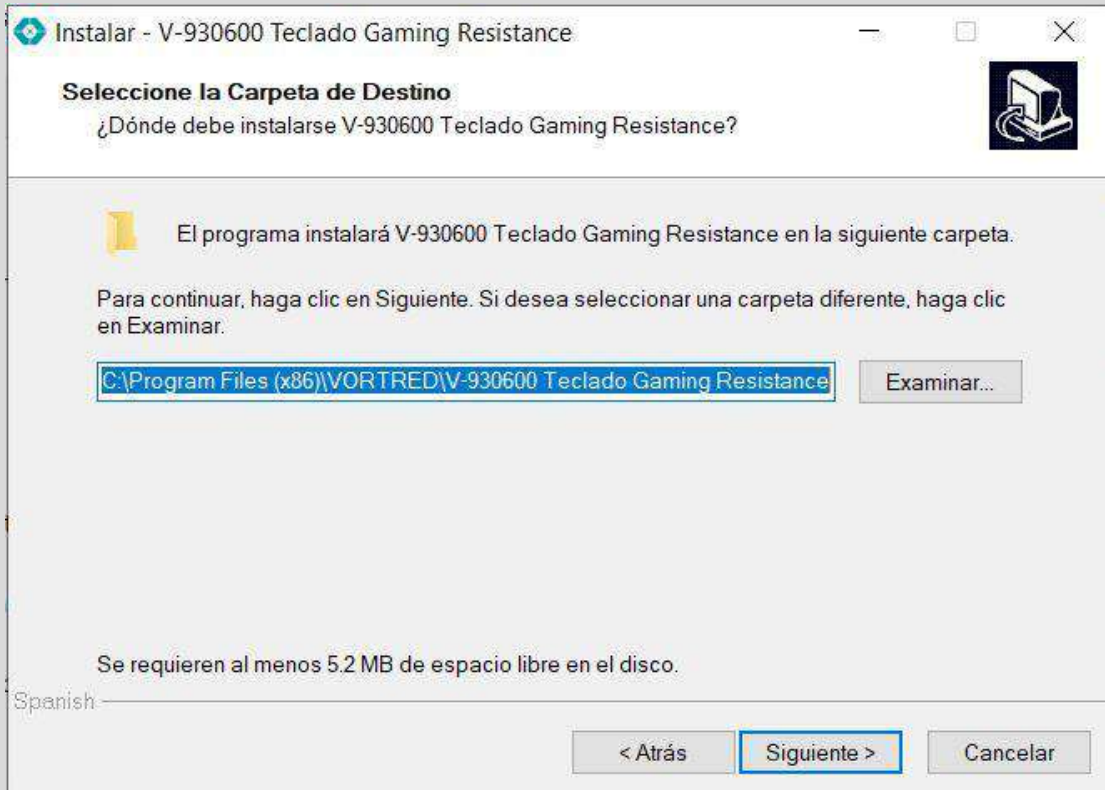 Instalar - V-930600 Teclado Gaming Resistance
Seleccione la Carpeta de Destino
¿Dónde debe instalarse V-930600 Teclado Gaming Resistance?
El programa instalará V-930600 Teclado Gaming Resistance en la siguiente carpeta.
Para continuar, haga clic en Siguiente. Si desea seleccionar una carpeta diferente, haga clic
en Examinar.
C:\Program Files (x86)\\VORTRED\V-930600 Teclado Gaming Resistance
Examinar...
Se requieren al menos 5.2 MB de espacio libre en el disco.
Spanish
< Atrás
Siguiente >
Cancelar